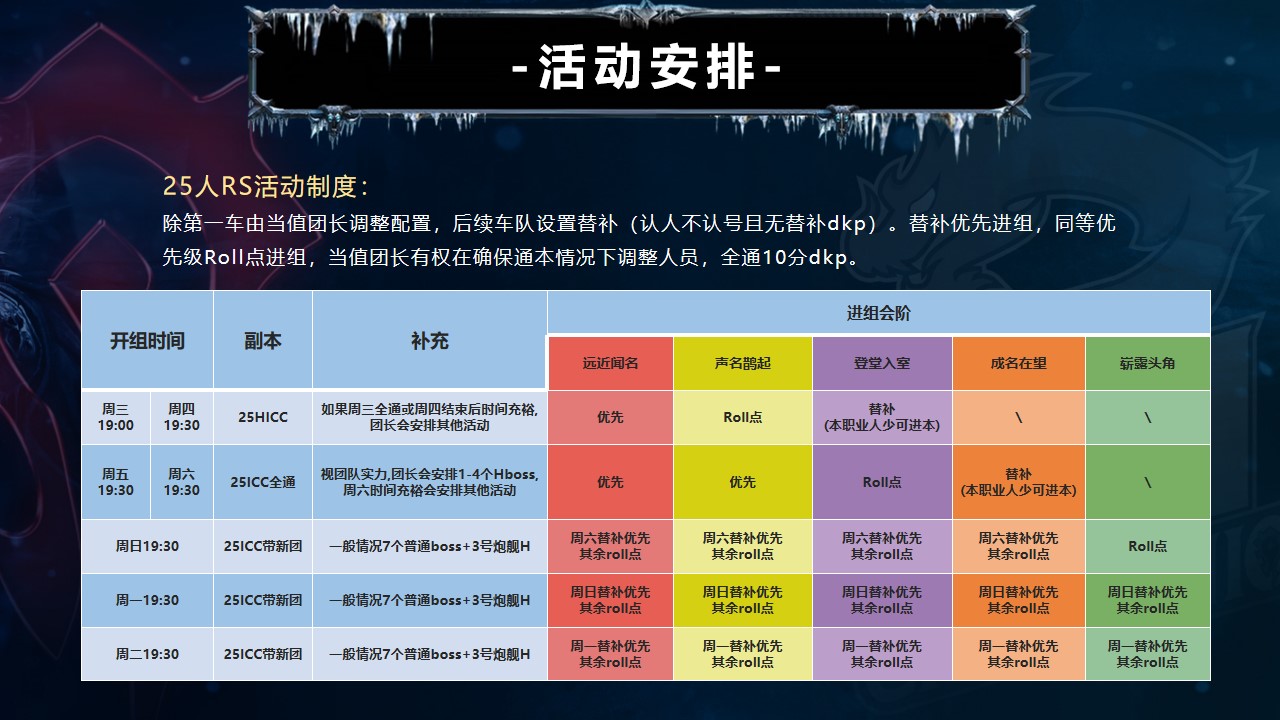 -活动安排-
25人RS活动制度：
除第一车由当值团长调整配置，后续车队设置替补（认人不认号且无替补dkp）。替补优先进组，同等优
先级Roll点进组，当值团长有权在确保通本情况下调整人员，全通10分dkp。
开组时间 副本 补充 进组会阶
远近闻名 声名鹊起 登堂入室 成名在望 崭露头角
周三
19:00
周四
19:30
25HICC
如果周三全通或周四结束后时间充裕,
团长会安排其他活动
优先
Roll点
替补
(本职业人少可进本)
\
\
周五
19:30
周六
19:30
25ICC全通
视团队实力,团长会安排1-4个Hboss,
周六时间充裕会安排其他活动
优先
优先
Roll点
替补
(本职业人少可进本)
\
周日19:30
25ICC带新团
一般情况7个普通boss+3号炮舰H
周六替补优先
其余roll点
周六替补优先
其余roll点
周六替补优先
其余roll点
周六替补优先
其余roll点
Roll点
周一19:30
25ICC带新团
一般情况7个普通boss+3号炮舰H
周日替补优先
其余roll点
周日替补优先
其余roll点
周日替补优先
其余roll点
周日替补优先
其余roll点
周日替补优先
其余roll点
周二19:30
25ICC带新团
一般情况7个普通boss+3号炮舰H
周一替补优先
其余roll点
周一替补优先
其余roll点
周一替补优先
其余roll点
周一替补优先
其余roll点
周一替补优先
其余roll点